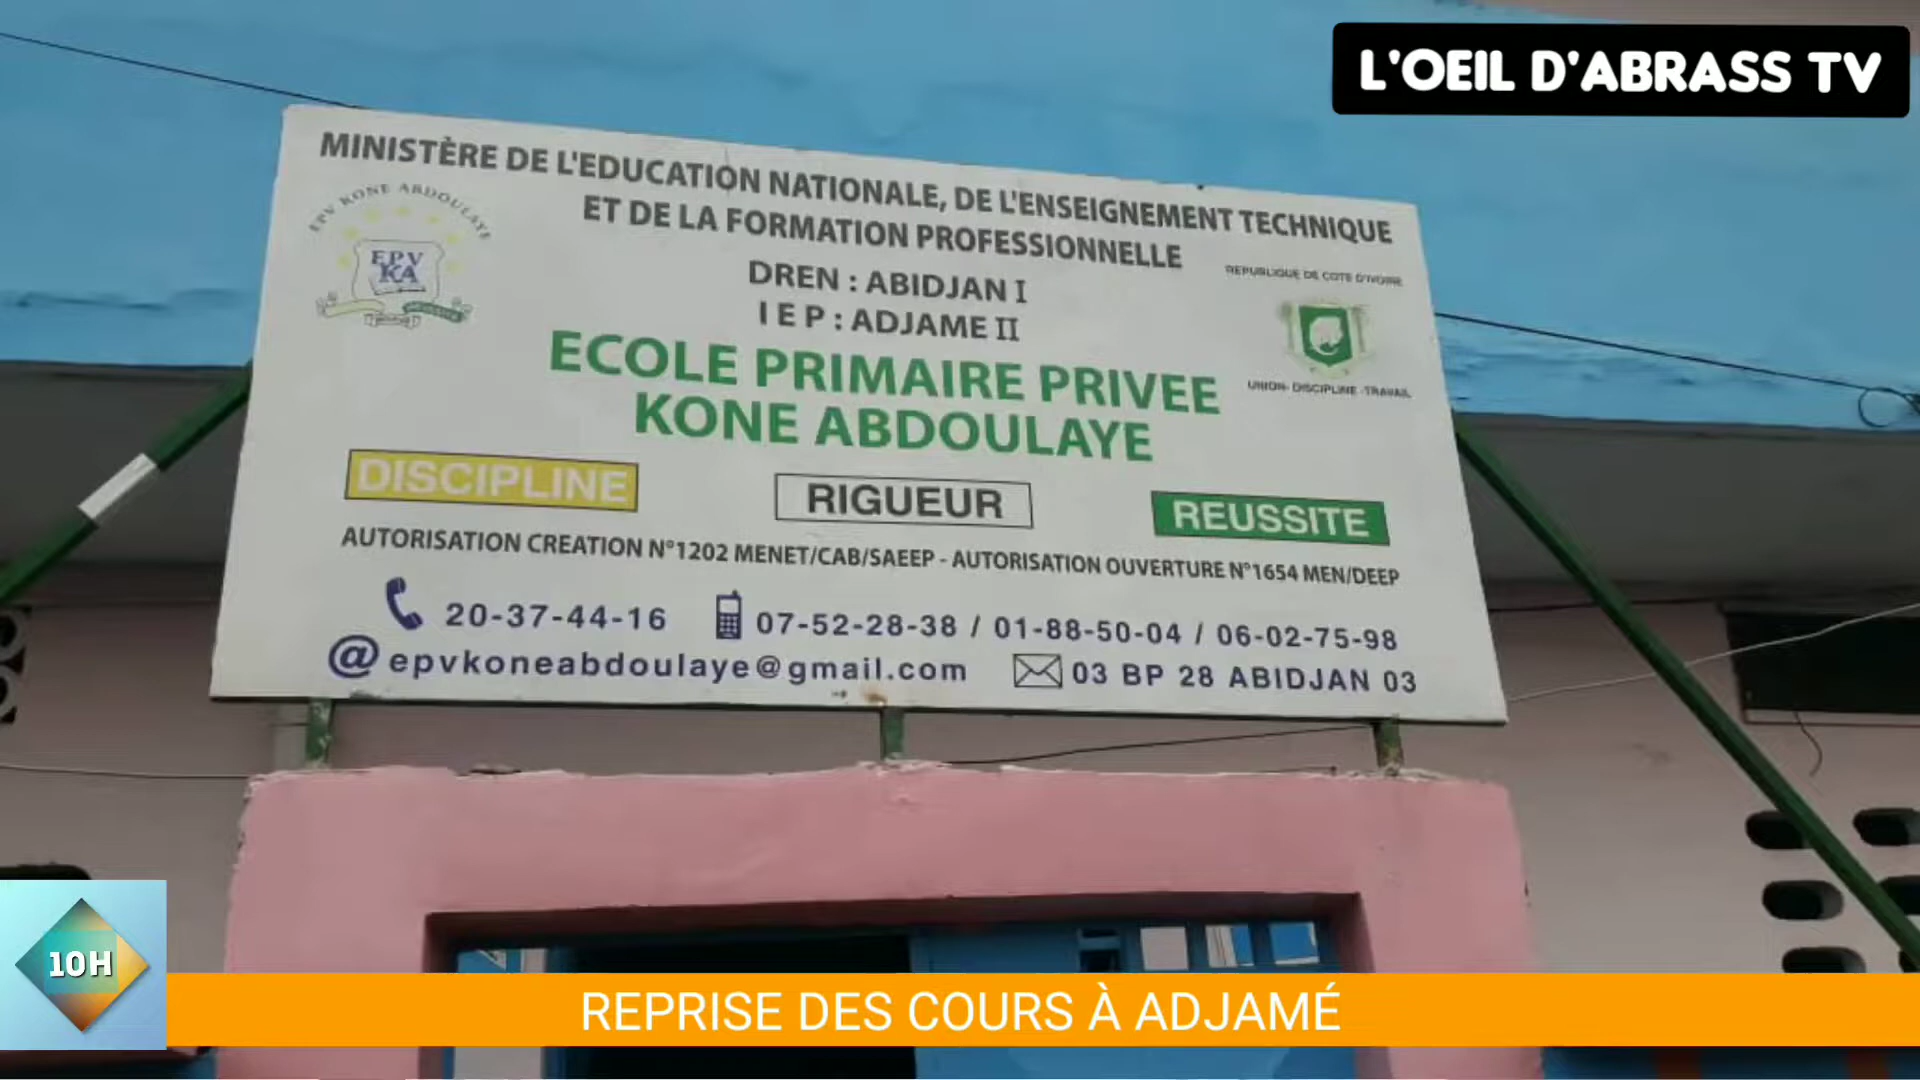 L'OEIL D'ABRASS TV
MINISTÈRE DE L'EDUCATION NATIONALE, DE L'ENSEIGNEMENT TECHNIQUE
ET DE LA FORMATION PROFESSIONNELLE
EPV KONE ABDOULAYE
EPV
KA
DREN : ABIDJAN I
I E P : ADJAME II
REPUBLIQUE DE COTE D'IVOIRE
UNION- DISCIPLINE -TRAVAIL
ECOLE PRIMAIRE PRIVEE
KONE ABDOULAYE
DISCIPLINE
RIGUEUR
REUSSITE
AUTORISATION CREATION N°1202 MENET/CAB/SAEEP - AUTORISATION OUVERTURE N°1654 MEN/DEEP
20-37-44-16 07-52-28-38 / 01-88-50-04 / 06-02-75-98
@ epvkoneabdoulaye@gmail.com 03 BP 28 ABIDJAN 03
10H
REPRISE DES COURS À ADJAMÉ